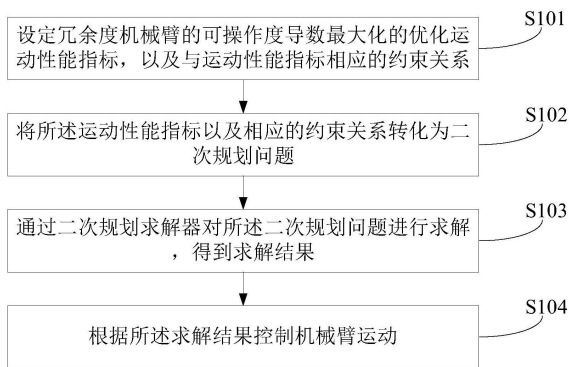 S101
设定冗余度机械臂的可操作度导数最大化的优化运
动性能指标，以及与运动性能指标相应的约束关系
S102
将所述运动性能指标以及相应的约束关系转化为二
次规划问题
S103
通过二次规划求解器对所述二次规划问题进行求解
，得到求解结果
S104
根据所述求解结果控制机械臂运动